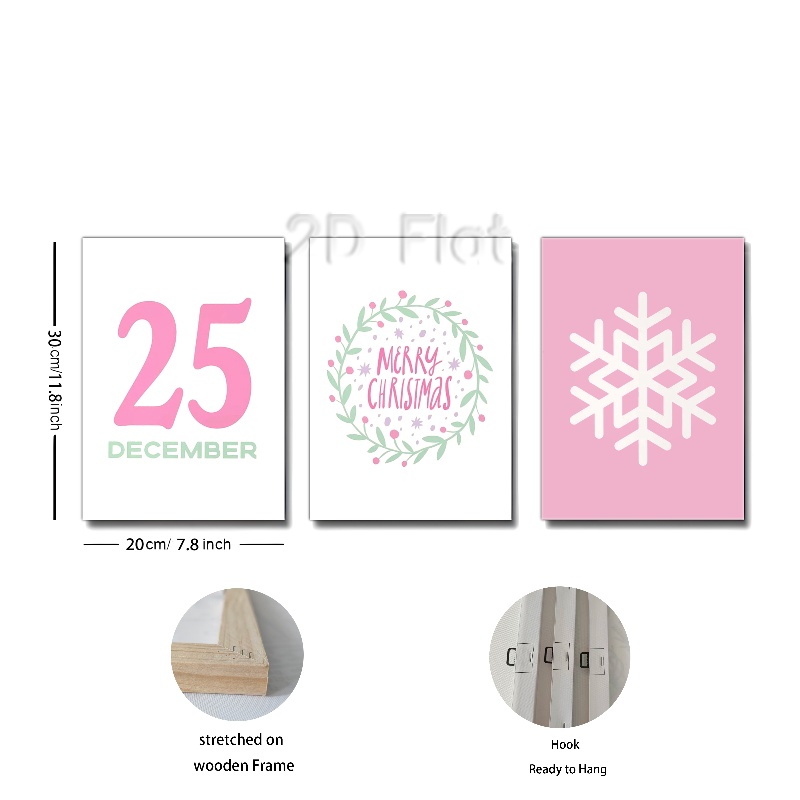 2D Flat
25
DECEMBER
MERRY
CHRISTMAS
30cm/11.8inch
20cm/ 7.8 inch
stretched on
wooden Frame
Hook
Ready to Hang